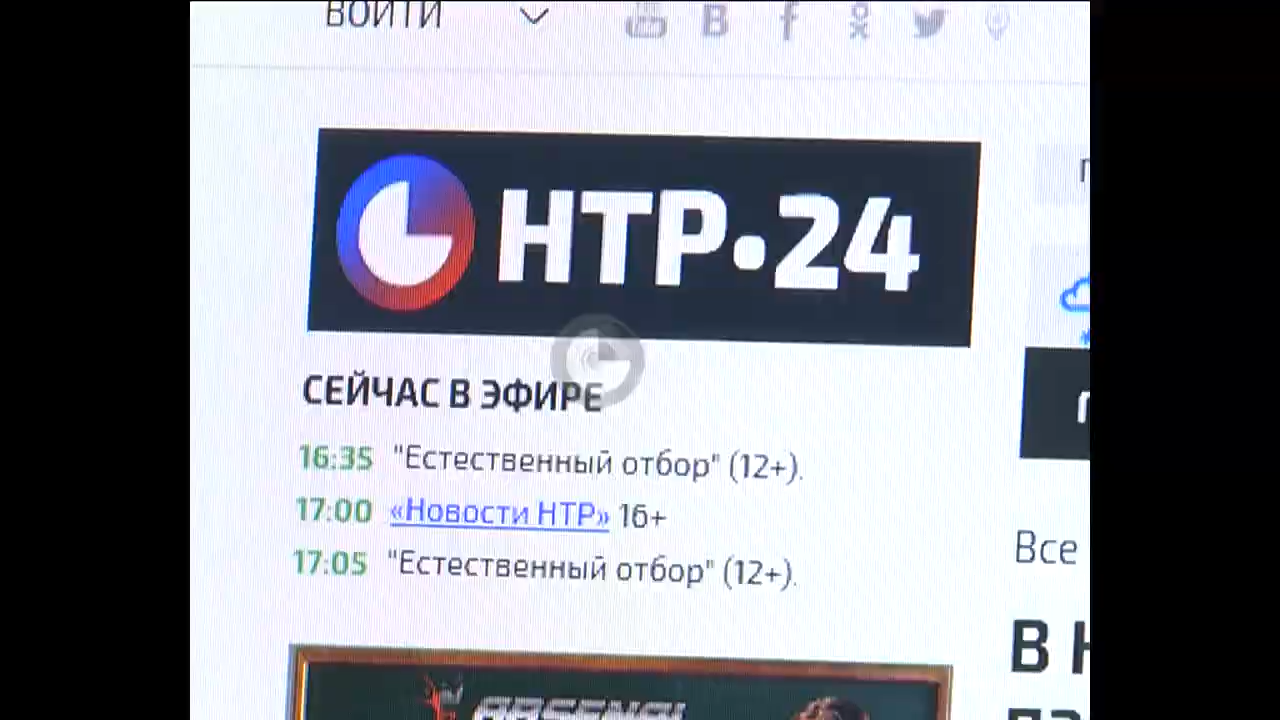 ВОЙТИ
НТР•24
СЕЙЧАС В ЭФИРЕ
16:35 "Естественный отбор" (12+).
17:00 «Новости НТР» 16+
17:05 "Естественный отбор" (12+).
Все
В Н
ARSENAL